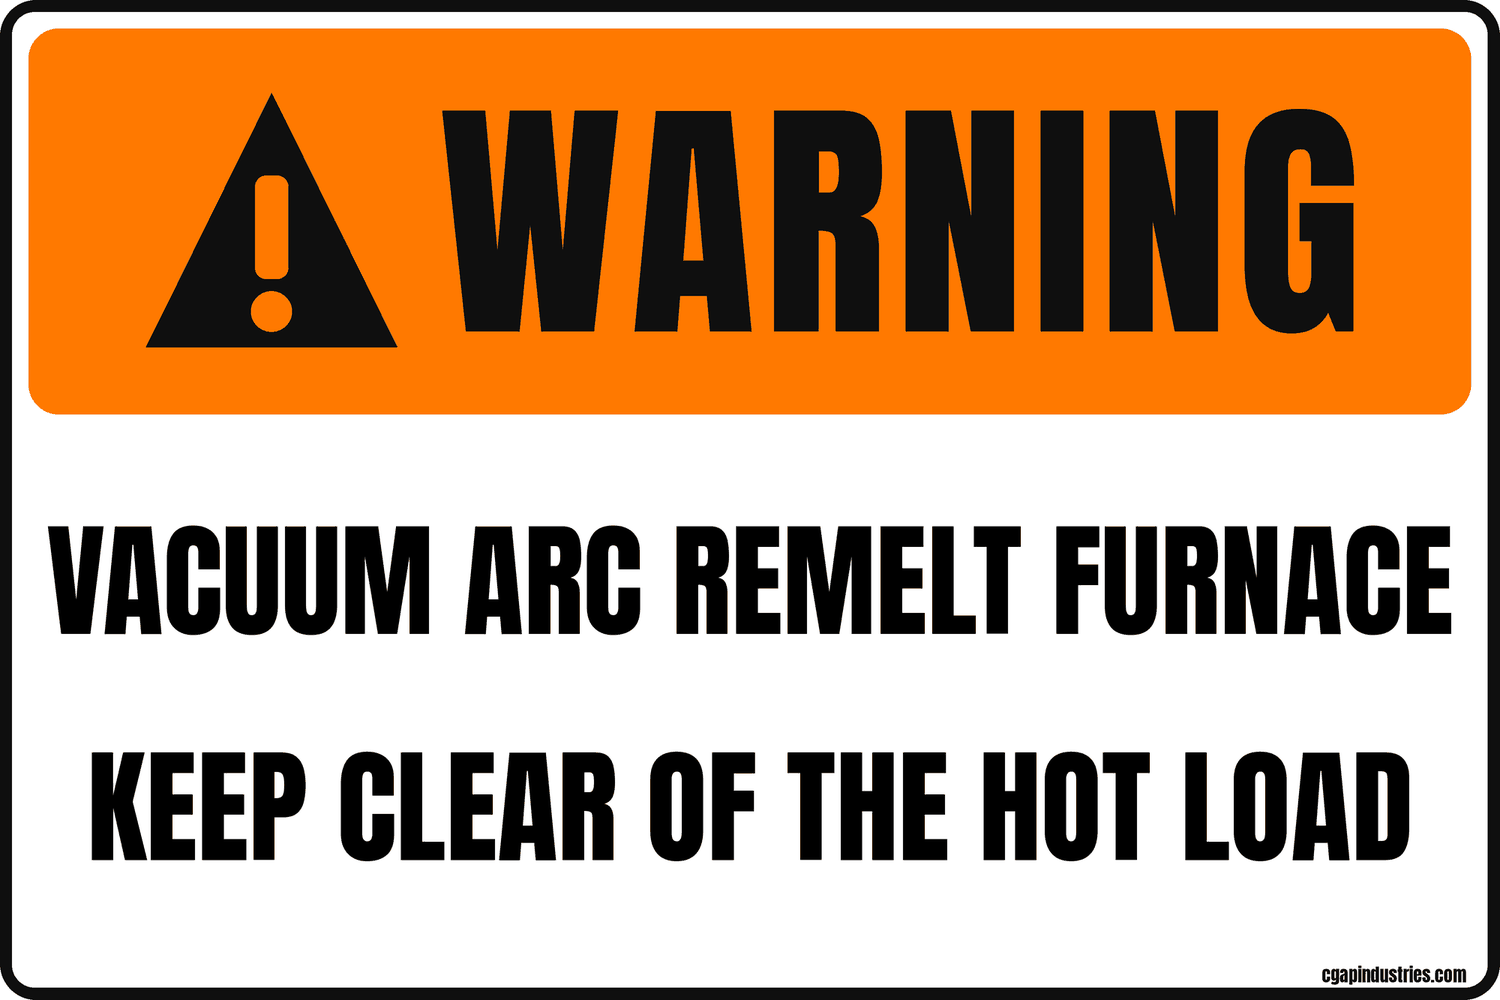 WARNING
VACUUM ARC REMELT FURNACE
KEEP CLEAR OF THE HOT LOAD
cgapindustries.com